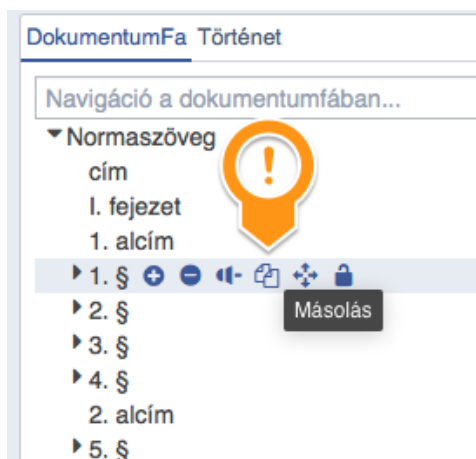 DokumentumFa Történet
Navigáció a dokumentumfában...
Normaszöveg
cím
I. fejezet
1. alcím
1. §
Másolás
2. §
3. §
4. §
2. alcím
5. §